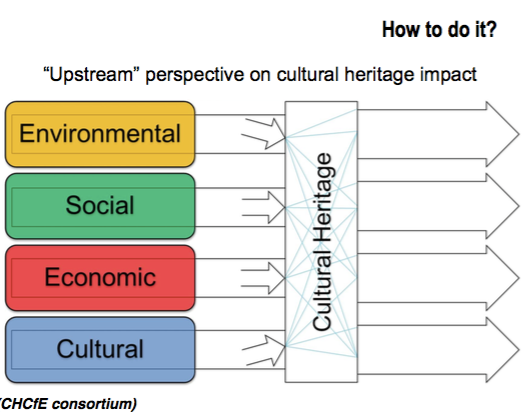 How to do it?
“Upstream” perspective on cultural heritage impact
Environmental
Social
Economic
Cultural
Cultural Heritage
(CHCfE consortium)